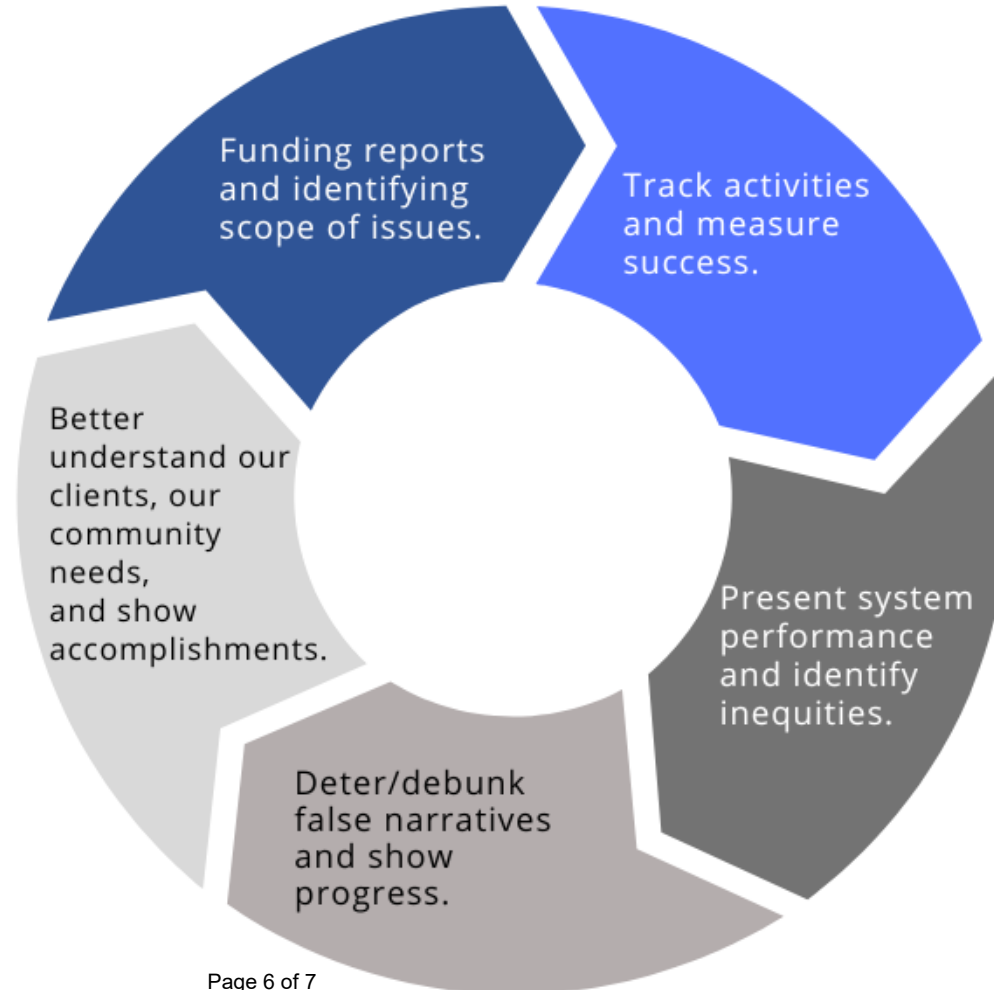 Funding reports
and identifying
scope of issues.
Track activities
and measure
success.
Present system
performance
and identify
inequities.
Deter/debunk
false narratives
and show
progress.
Better
understand our
clients, our
community
needs,
and show
accomplishments.
Page 6 of 7